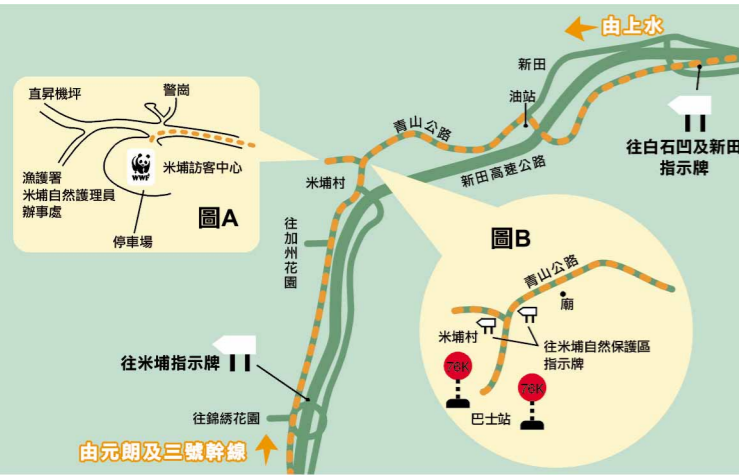 由上水
新田
油站
青山公路
往白石凹及新田
指示牌
新田高速公路
直昇機坪
警崗
WWF
米埔訪客中心
漁護署
米埔自然護理員
辦事處
圖A
停車場
米埔村
往加州花園
圖B
青山公路
廟
米埔村
往米埔自然保護區
指示牌
76K
76K
巴士站
往米埔指示牌
往錦綉花園
由元朗及三號幹線